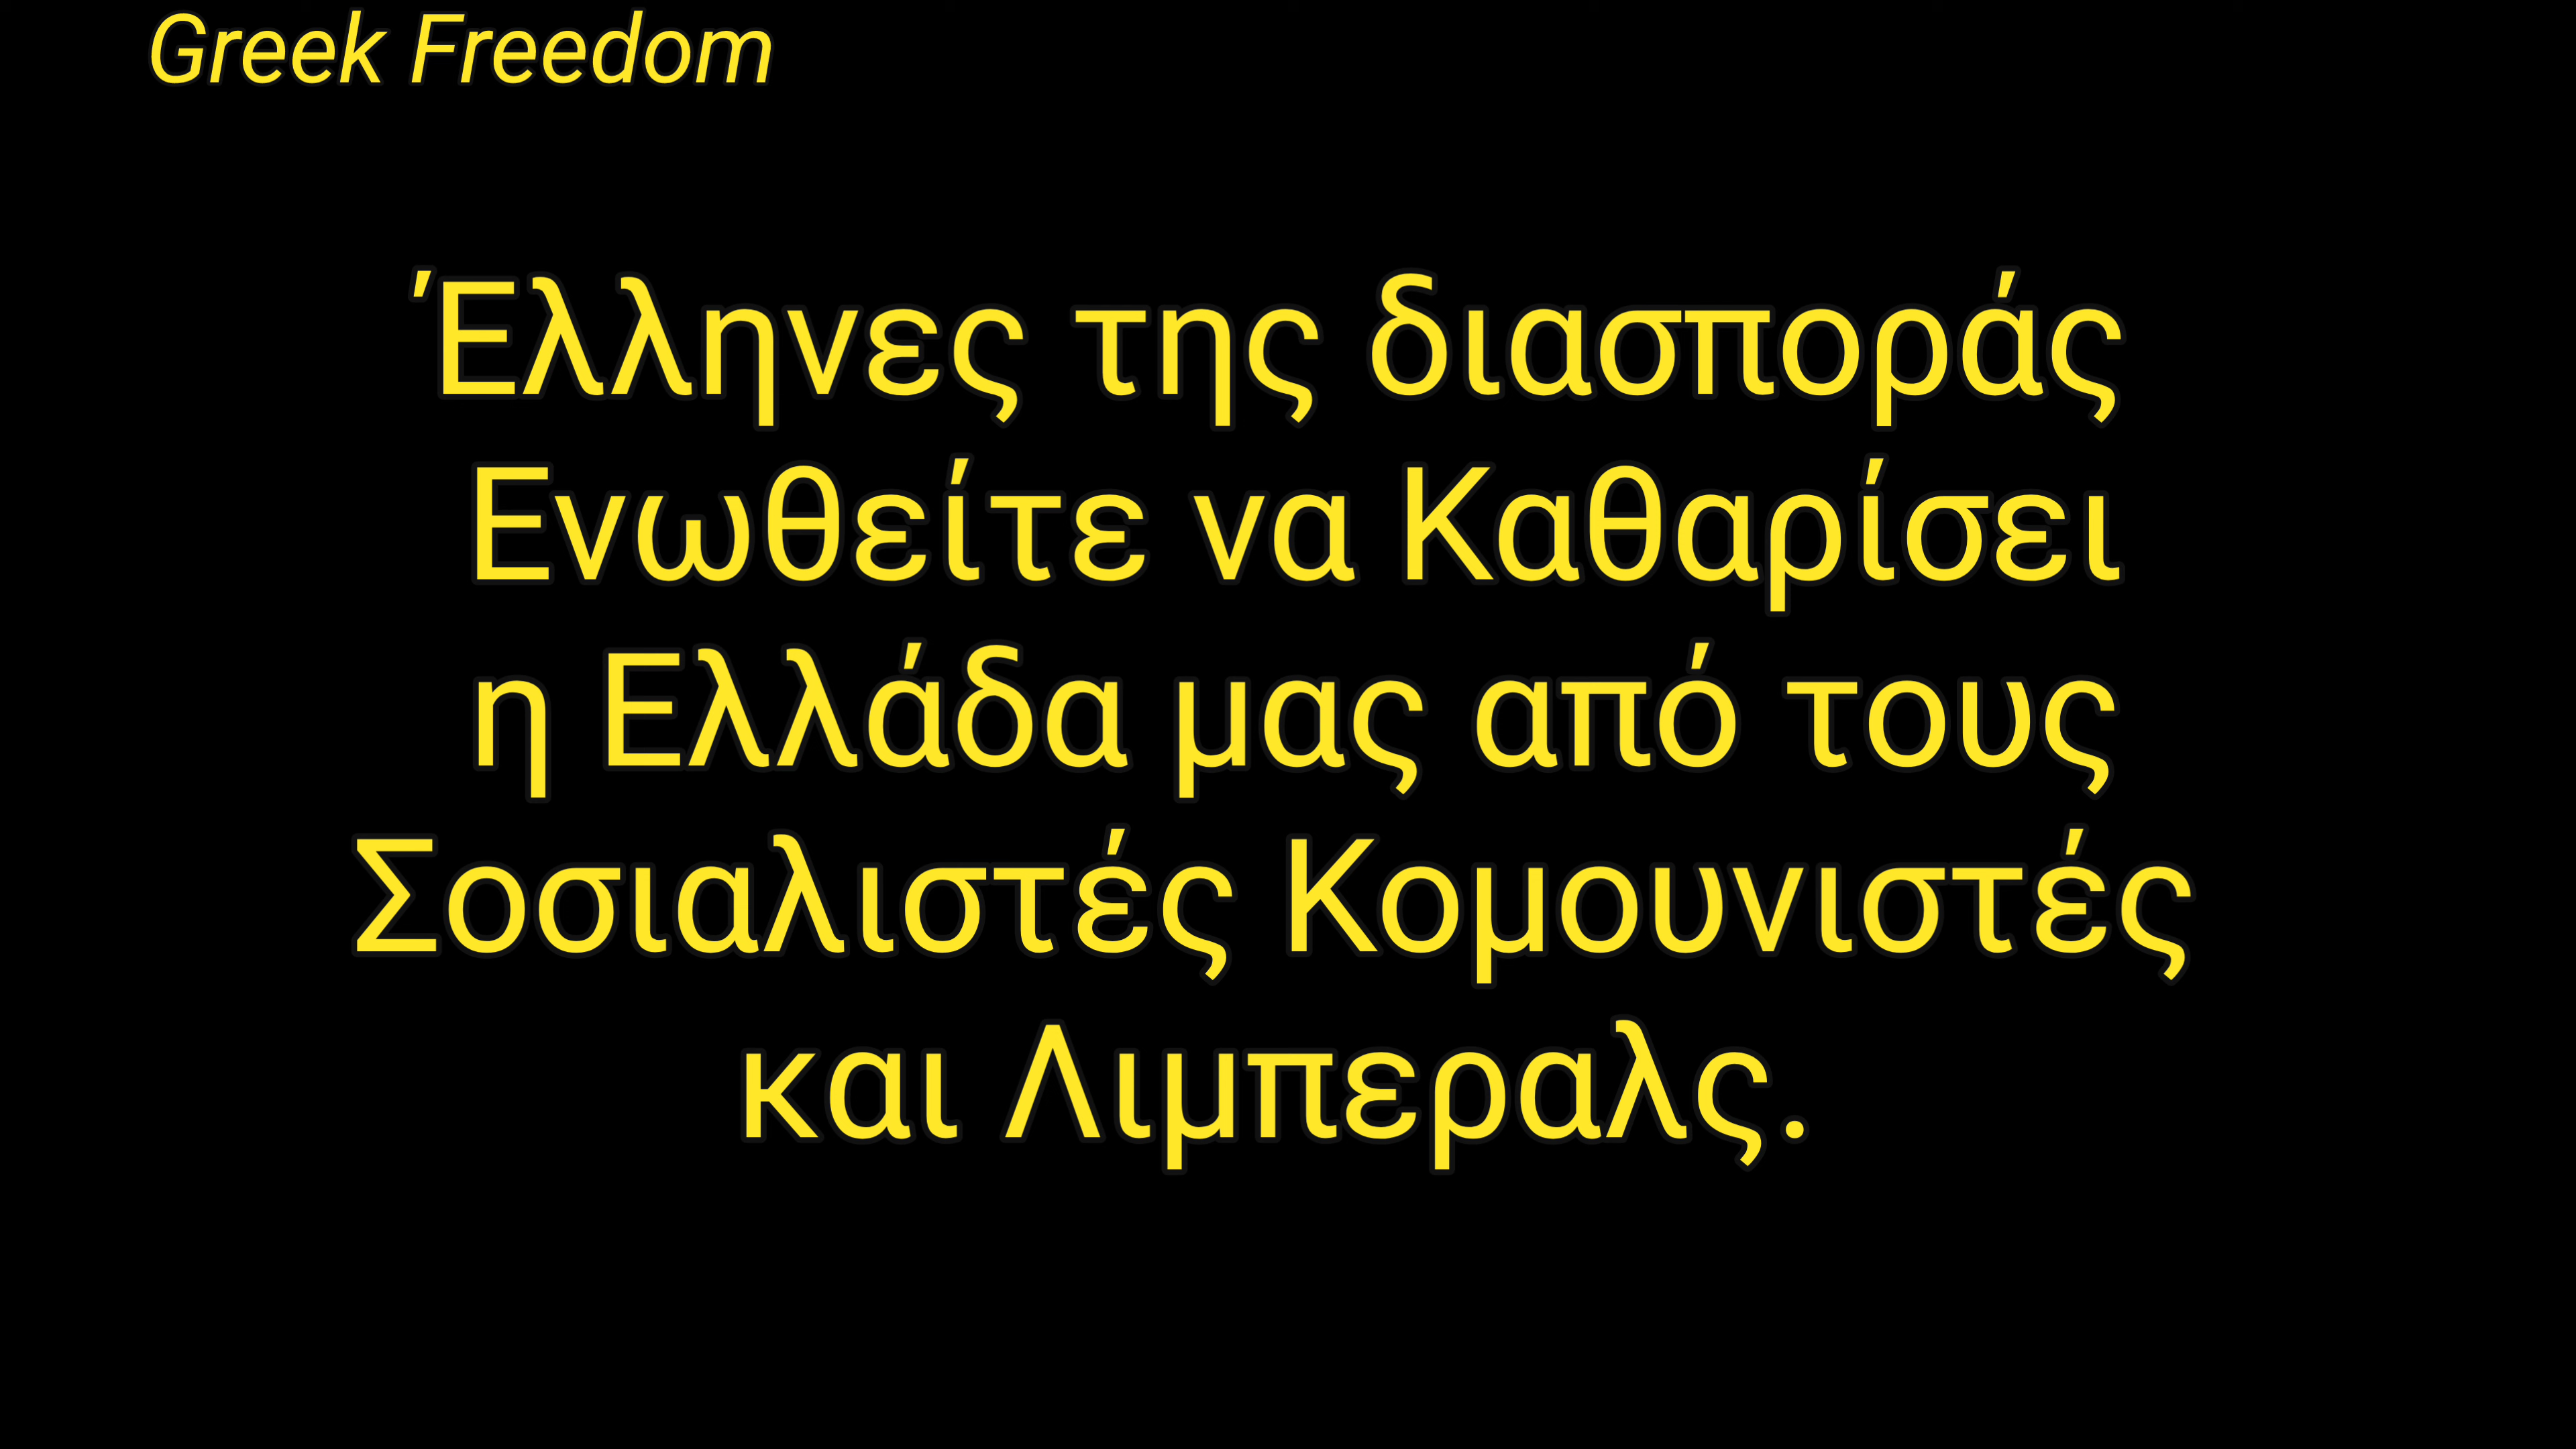 Greek Freedom
Έλληνες της διασποράς
Ενωθείτε να Καθαρίσει
η Ελλάδα μας από τους
Σοσιαλιστές Κομουνιστές
και Λιμπεραλς.